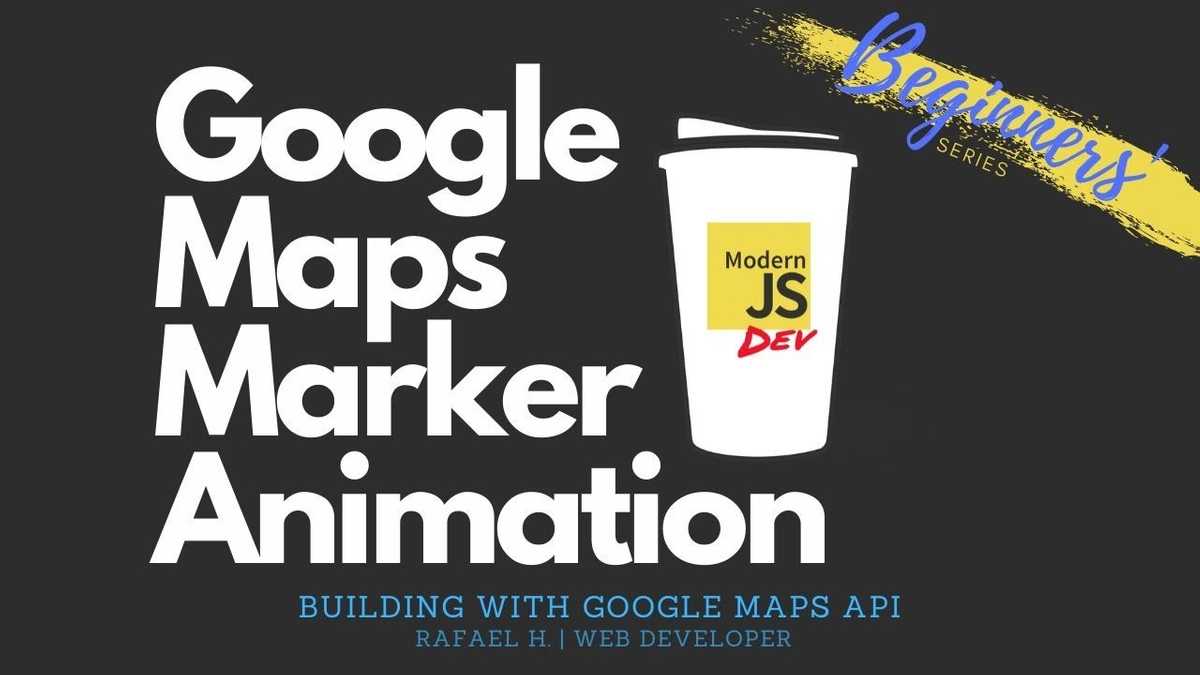 Google
Maps
Marker
Animation
Beginners'
SERIES
Modern
JS
DEV
BUILDING WITH GOOGLE MAPS API
RAFAEL H. | WEB DEVELOPER